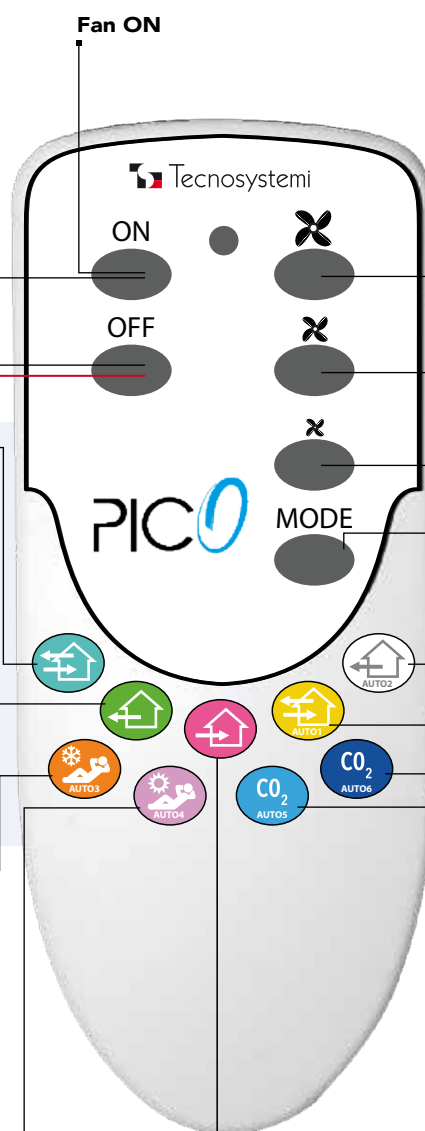 Fan ON
Tecnosystemi
ON
OFF
PICO
MODE
AUTO2
AUTO1
AUTO3
AUTO4
CO₂
AUTO5
CO₂
AUTO6